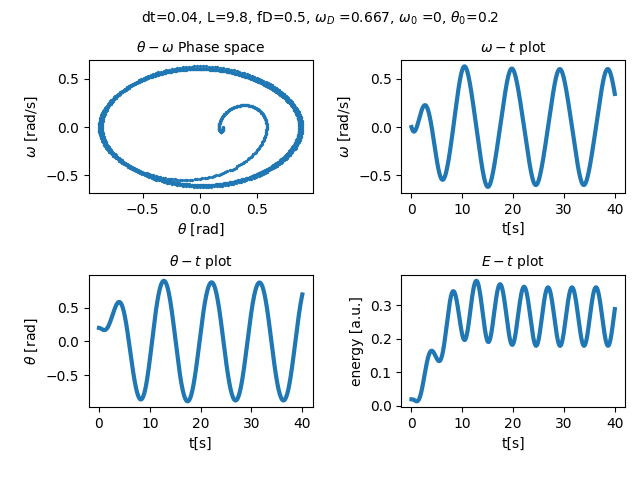 dt=0.04, L=9.8, fD=0.5, ω_D =0.667, ω_0 =0, θ_0=0.2
θ − ω Phase space
ω − t plot
0.5
0.0
−0.5
ω [rad/s]
−0.5 0.0 0.5
θ [rad]
0.5
0.0
−0.5
ω [rad/s]
0 10 20 30 40
t[s]
θ − t plot
E − t plot
0.5
0.0
−0.5
θ [rad]
0 10 20 30 40
t[s]
0.3
0.2
0.1
0.0
energy [a.u.]
0 10 20 30 40
t[s]